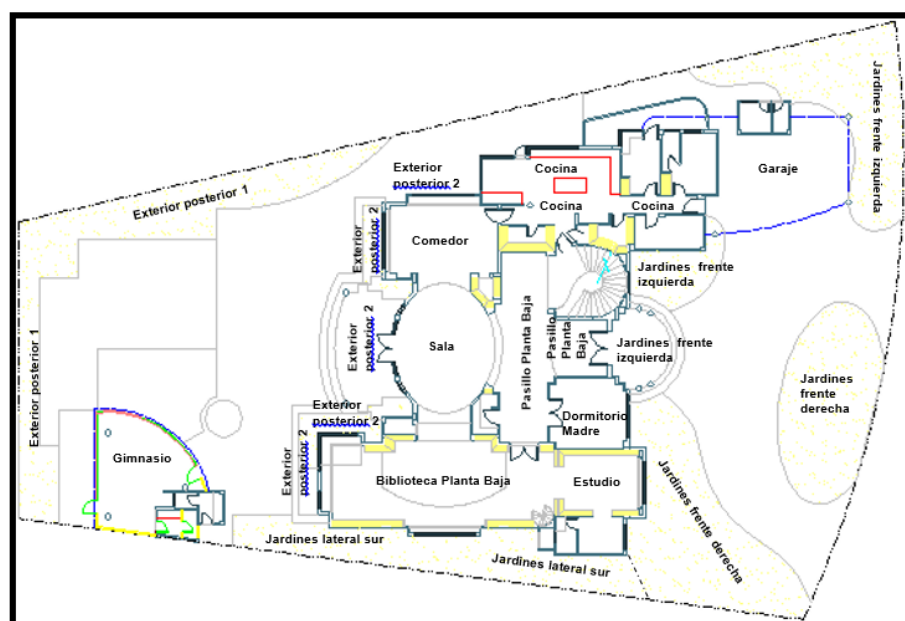 Jardines frente izquierda
Cocina
Garaje
Exterior
posterior 2
Exterior posterior 1
Cocina
Cocina
Comedor
Exterior
posterior 2
Jardines frente
izquierda
Pasillo Planta Baja
Pasillo
Planta
Baja
Exterior
posterior 2
Sala
Jardines frente
izquierda
Exterior posterior 1
Jardines
frente
derecha
Exterior
posterior 2
Dormitorio
Madre
Gimnasio
Exterior
posterior 2
Biblioteca Planta Baja
Estudio
Jardines frente derecha
Jardines lateral sur
Jardines lateral sur